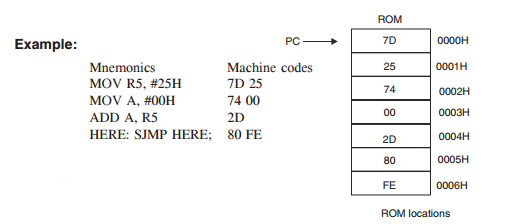 ROM
Example:
PC
7D 0000H
Mnemonics Machine codes
25 0001H
MOV R5, #25H 7D 25
74 0002H
MOV A, #00H 74 00
00 0003H
ADD A, R5 2D
2D 0004H
HERE: SJMP HERE; 80 FE
80 0005H
FE 0006H
ROM locations